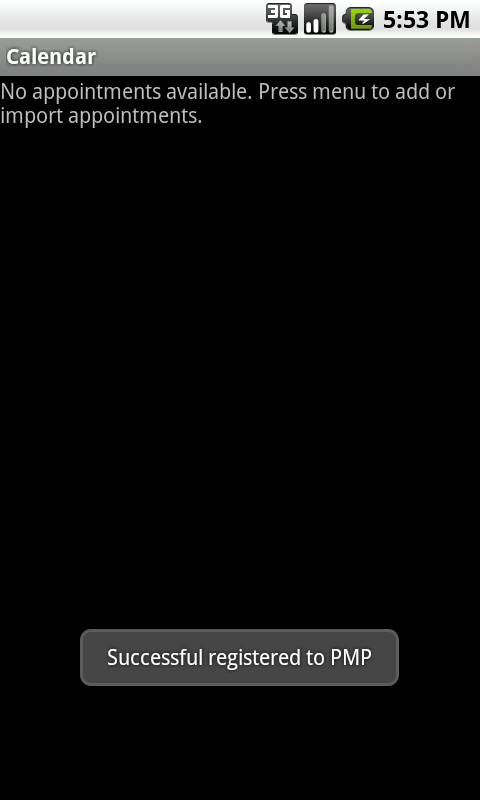 3G
5:53 PM
Calendar
No appointments available. Press menu to add or
import appointments.
Successful registered to PMP